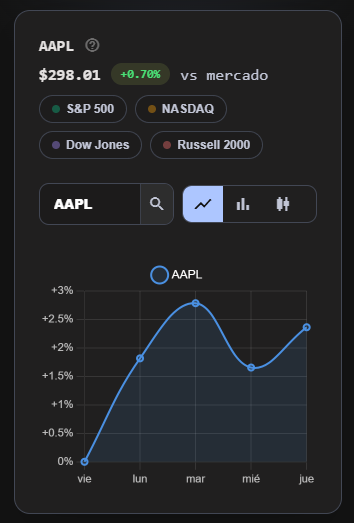 AAPL ?
$298.01 +0.70% vs mercado
S&P 500 NASDAQ
Dow Jones Russell 2000
AAPL
AAPL
+3%
+2.5%
+2%
+1.5%
+1%
+0.5%
0%
vie lun mar mié jue